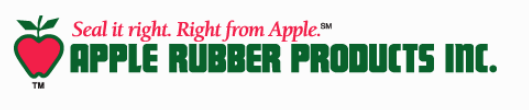 Seal it right. Right from Apple.℠
APPLE RUBBER PRODUCTS INC.
™